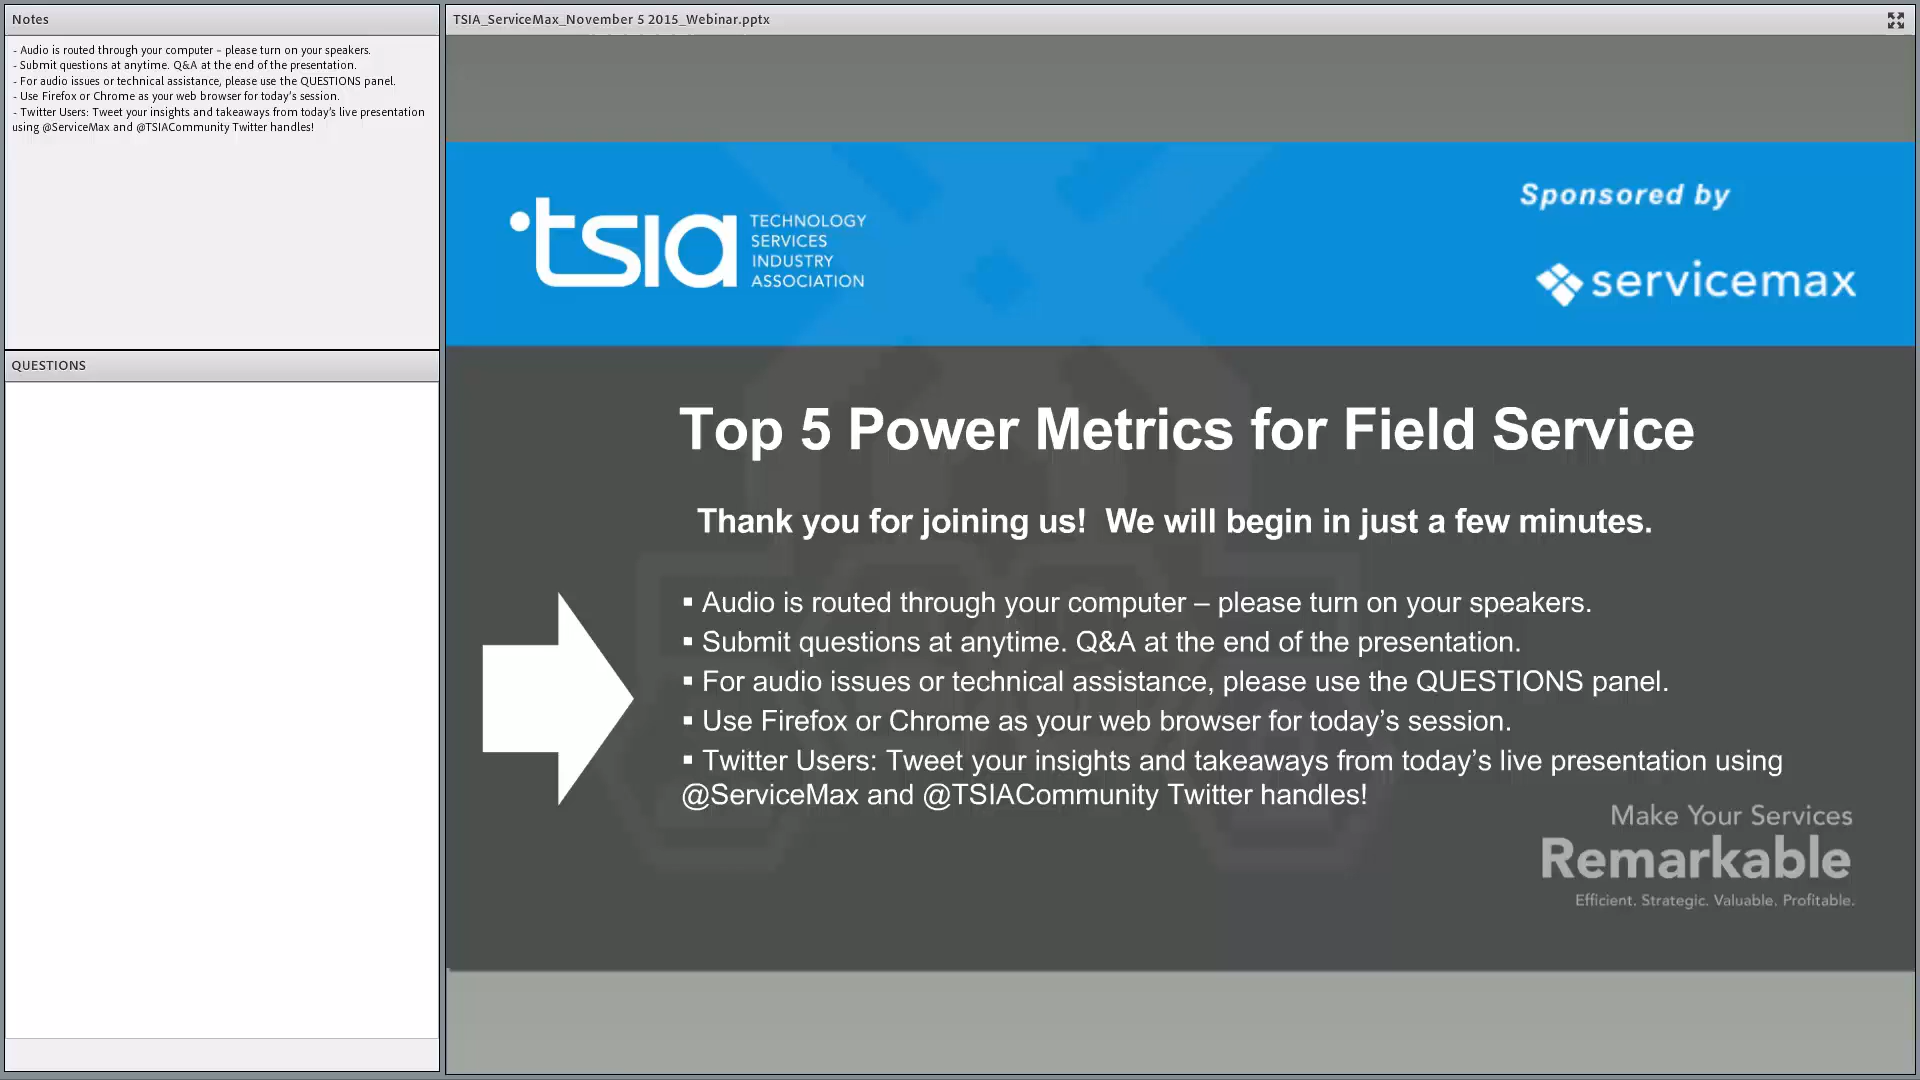 Notes
- Audio is routed through your computer – please turn on your speakers.
- Submit questions at anytime. Q&A at the end of the presentation.
- For audio issues or technical assistance, please use the QUESTIONS panel.
- Use Firefox or Chrome as your web browser for today's session.
- Twitter Users: Tweet your insights and takeaways from today's live presentation
using @ServiceMax and @TSIACommunity Twitter handles!
QUESTIONS
TSIA_ServiceMax_November 5 2015_Webinar.pptx
tsia
TECHNOLOGY
SERVICES
INDUSTRY
ASSOCIATION
Sponsored by
servicemax
Top 5 Power Metrics for Field Service
Thank you for joining us! We will begin in just a few minutes.
▪ Audio is routed through your computer – please turn on your speakers.
▪ Submit questions at anytime. Q&A at the end of the presentation.
▪ For audio issues or technical assistance, please use the QUESTIONS panel.
▪ Use Firefox or Chrome as your web browser for today’s session.
▪ Twitter Users: Tweet your insights and takeaways from today’s live presentation using
@ServiceMax and @TSIACommunity Twitter handles!
Make Your Services
Remarkable
Efficient. Strategic. Valuable. Profitable.